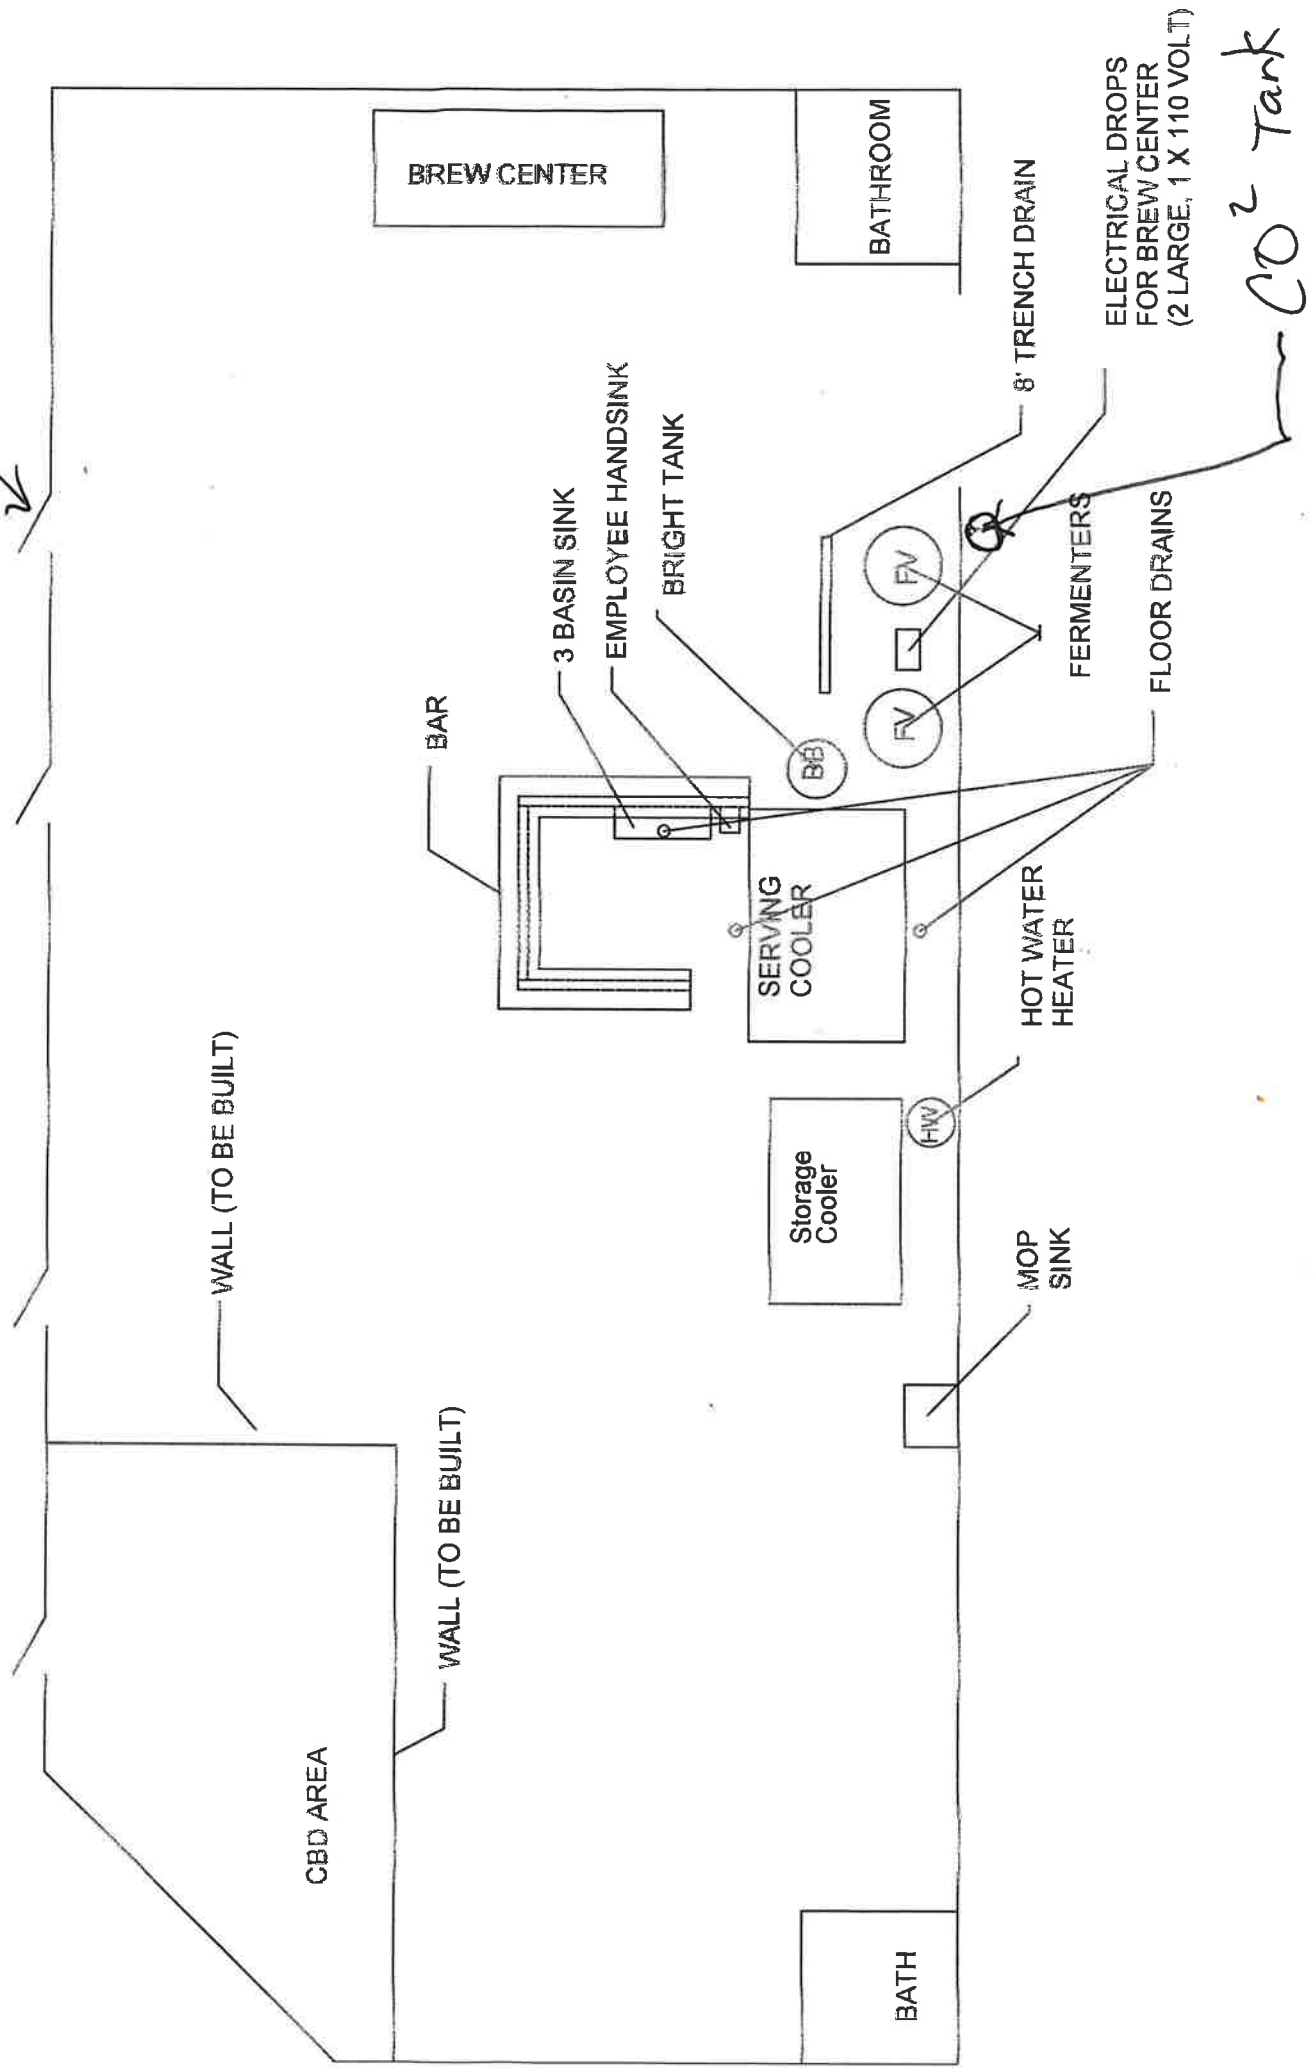 BREW CENTER
BATHROOM
8' TRENCH DRAIN
ELECTRICAL DROPS
FOR BREW CENTER
(2 LARGE, 1 X 110 VOLT)
CO² Tank
3 BASIN SINK
EMPLOYEE HANDSINK
BRIGHT TANK
FV
FERMENTERS
FLOOR DRAINS
BAR
BB
FV
SERVING
COOLER
HOT WATER
HEATER
WALL (TO BE BUILT)
Storage
Cooler
HW
MOP
SINK
WALL (TO BE BUILT)
CBD AREA
BATH